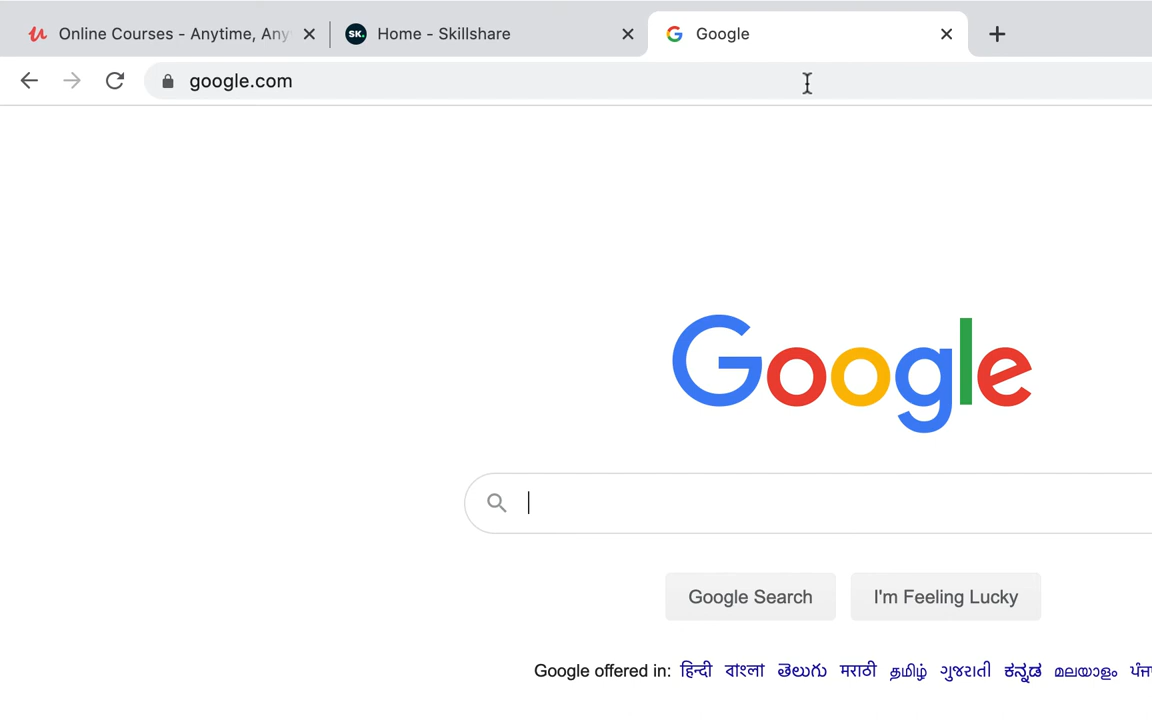 Online Courses - Anytime, Any
SK. Home - Skillshare
Google
google.com
Google
Google Search
I'm Feeling Lucky
Google offered in: हिन्दी বাংলা తెలుగు मराठी தமிழ் ગુજરાતી ಕನ್ನಡ മലയാളം